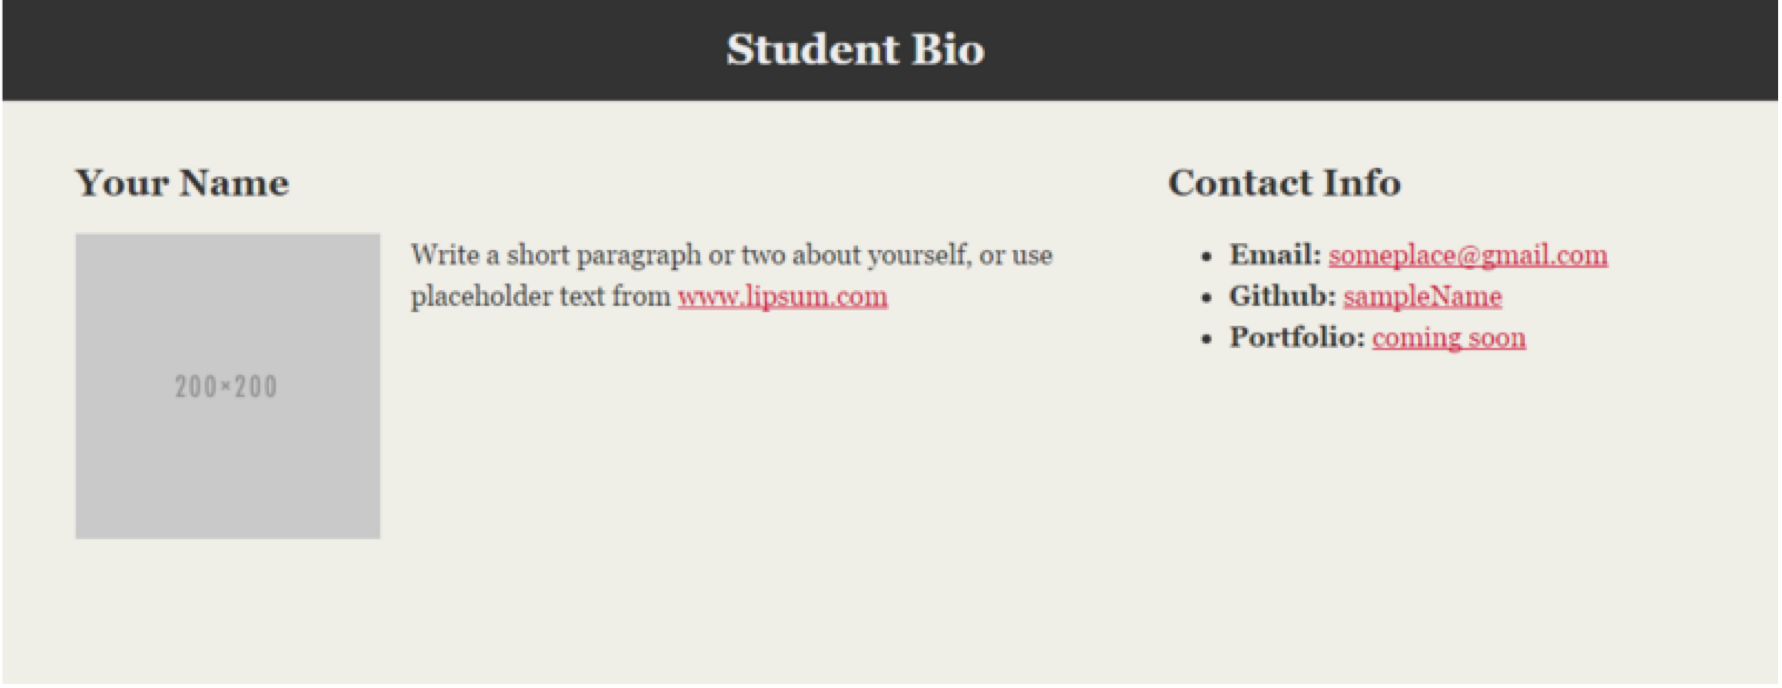 Student Bio
Your Name
200×200
Write a short paragraph or two about yourself, or use
placeholder text from www.lipsum.com
Contact Info
• Email: someplace@gmail.com
• Github: sampleName
• Portfolio: coming soon